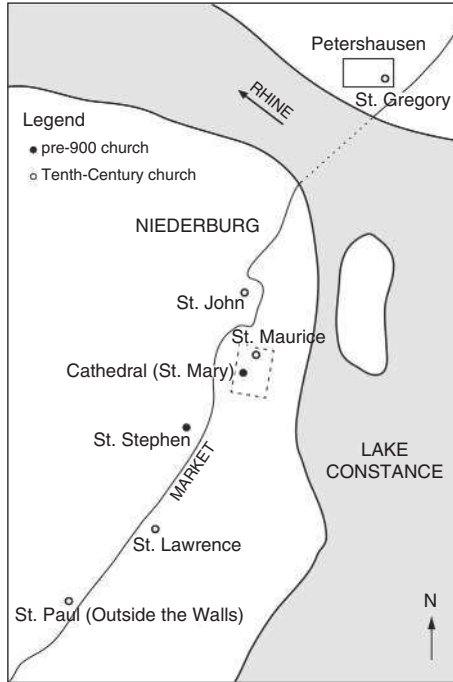 Petershausen
St. Gregory
RHINE
Legend
pre-900 church
Tenth-Century church
NIEDERBURG
St. John
St. Maurice
Cathedral (St. Mary)
St. Stephen
MARKET
LAKE
CONSTANCE
St. Lawrence
St. Paul (Outside the Walls)
N